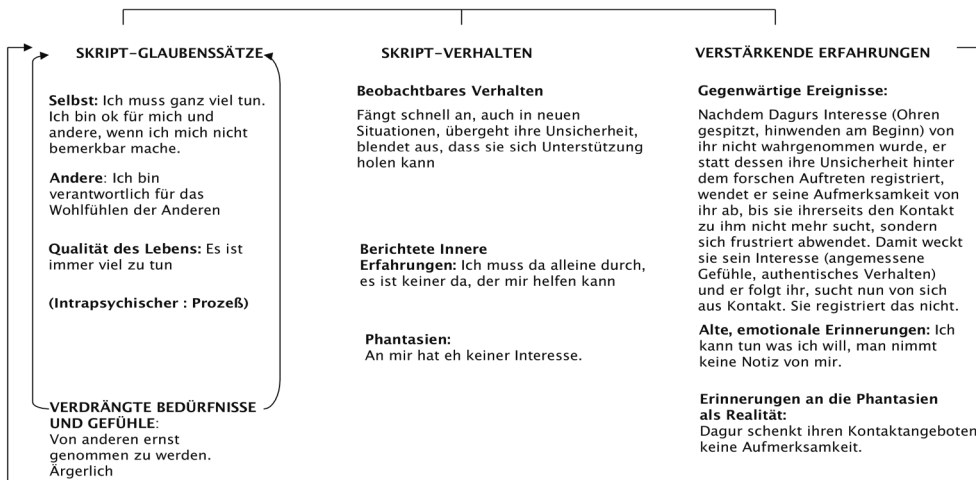 SKRIPT-GLAUBENSSÄTZE
Selbst: Ich muss ganz viel tun.
Ich bin ok für mich und
andere, wenn ich mich nicht
bemerkbar mache.
Andere: Ich bin
verantwortlich für das
Wohlfühlen der Anderen
Qualität des Lebens: Es ist
immer viel zu tun
(Intrapsychischer : Prozeß)
VERDRÄNGTE BEDÜRFNISSE
UND GEFÜHLE:
Von anderen ernst
genommen zu werden.
Ärgerlich
SKRIPT-VERHALTEN
Beobachtbares Verhalten
Fängt schnell an, auch in neuen
Situationen, übergeht ihre Unsicherheit,
blendet aus, dass sie sich Unterstützung
holen kann
Berichtete Innere
Erfahrungen: Ich muss da alleine durch,
es ist keiner da, der mir helfen kann
Phantasien:
An mir hat eh keiner Interesse.
VERSTÄRKENDE ERFAHRUNGEN
Gegenwärtige Ereignisse:
Nachdem Dagurs Interesse (Ohren
gespitzt, hinwenden am Beginn) von
ihr nicht wahrgenommen wurde, er
statt dessen ihre Unsicherheit hinter
dem forschen Auftreten registriert,
wendet er seine Aufmerksamkeit von
ihr ab, bis sie ihrerseits den Kontakt
zu ihm nicht mehr sucht, sondern
sich frustriert abwendet. Damit weckt
sie sein Interesse (angemessene
Gefühle, authentisches Verhalten)
und er folgt ihr, sucht nun von sich
aus Kontakt. Sie registriert das nicht.
Alte, emotionale Erinnerungen: Ich
kann tun was ich will, man nimmt
keine Notiz von mir.
Erinnerungen an die Phantasien
als Realität:
Dagur schenkt ihren Kontaktangeboten
keine Aufmerksamkeit.